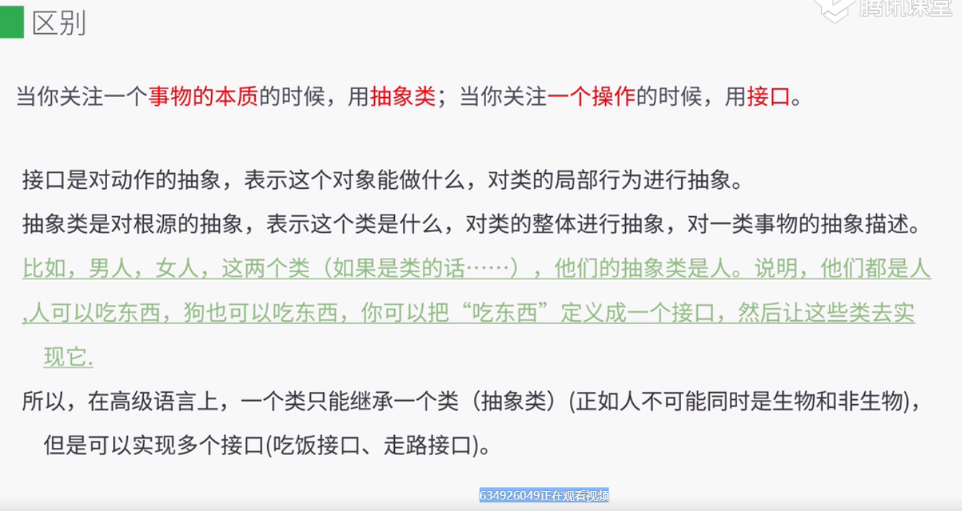 腾讯课堂
区别
当你关注一个事物的本质的时候，用抽象类；当你关注一个操作的时候，用接口。
接口是对动作的抽象，表示这个对象能做什么，对类的局部行为进行抽象。
抽象类是对根源的抽象，表示这个类是什么，对类的整体进行抽象，对一类事物的抽象描述。
比如，男人，女人，这两个类（如果是类的话……），他们的抽象类是人。说明，他们都是人
,人可以吃东西，狗也可以吃东西，你可以把“吃东西”定义成一个接口，然后让这些类去实
现它.
所以，在高级语言上，一个类只能继承一个类（抽象类）(正如人不可能同时是生物和非生物)，
但是可以实现多个接口(吃饭接口、走路接口)。
634926049正在观看视频